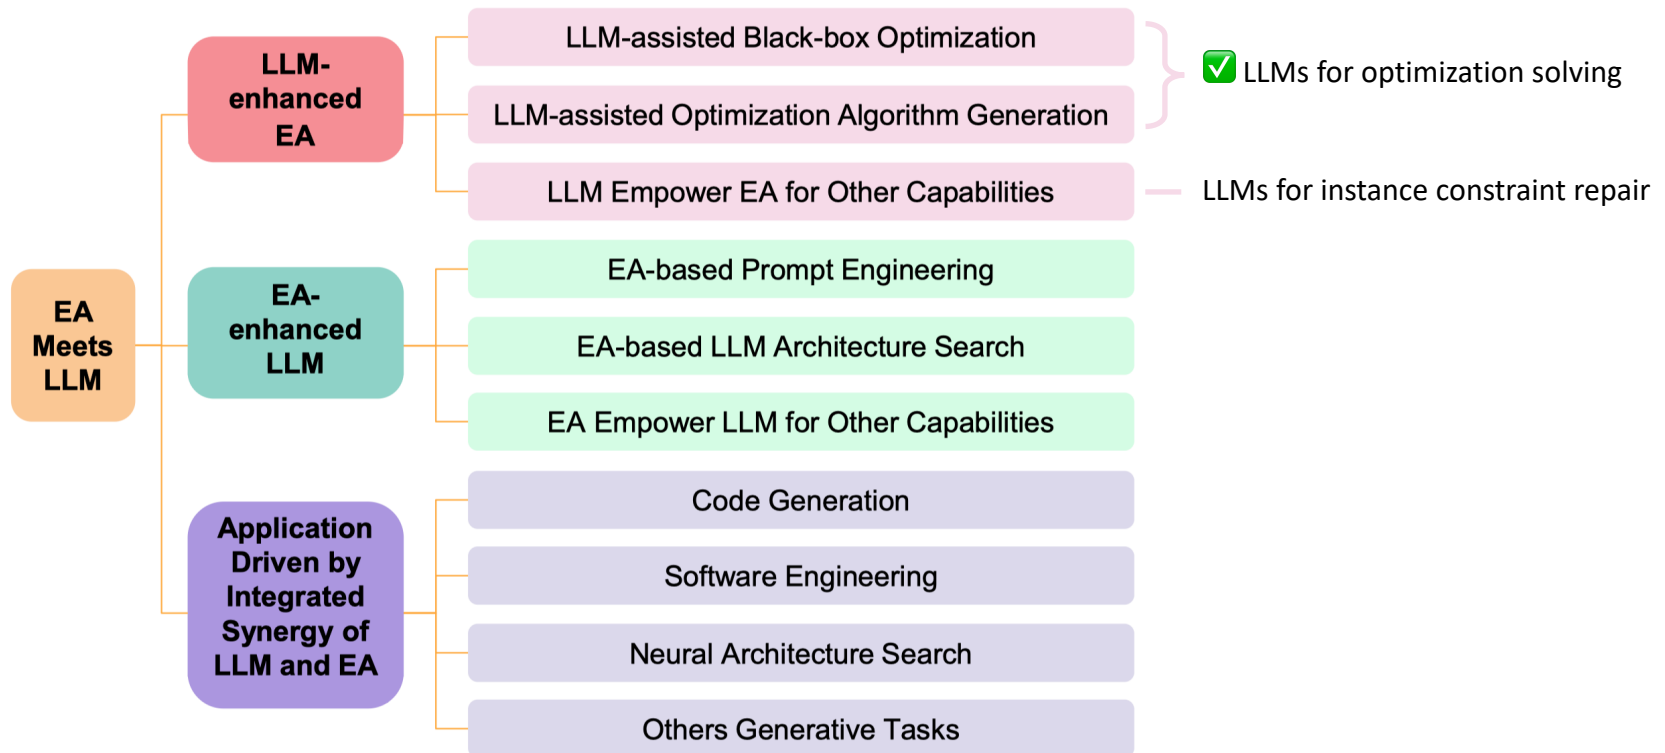 EA
Meets
LLM
LLM-
enhanced
EA
LLM-assisted Black-box Optimization
LLM-assisted Optimization Algorithm Generation
LLM Empower EA for Other Capabilities
✅ LLMs for optimization solving
LLMs for instance constraint repair
EA-
enhanced
LLM
EA-based Prompt Engineering
EA-based LLM Architecture Search
EA Empower LLM for Other Capabilities
Application
Driven by
Integrated
Synergy of
LLM and EA
Code Generation
Software Engineering
Neural Architecture Search
Others Generative Tasks